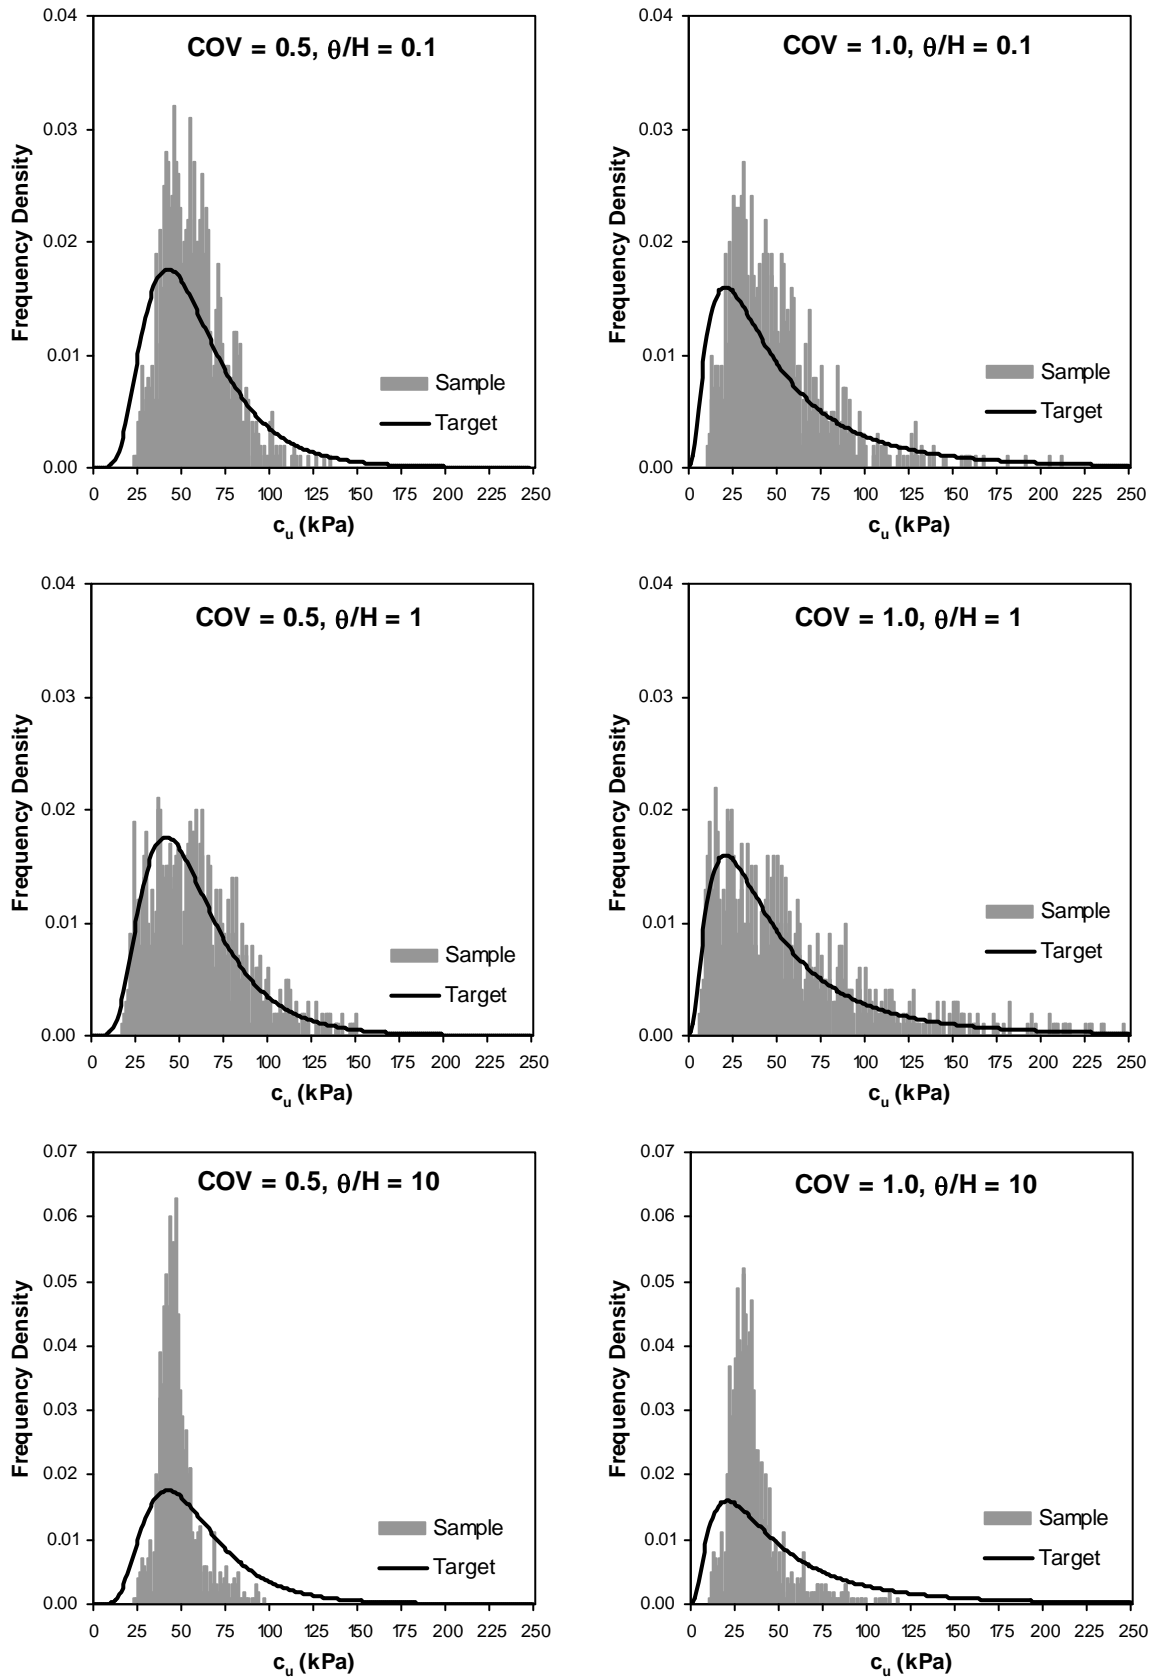 COV = 0.5, θ/H = 0.1
0.04
0.03
0.02
0.01
0.00
Frequency Density
Sample
Target
0 25 50 75 100 125 150 175 200 225 250
cu (kPa)
COV = 1.0, θ/H = 0.1
0.04
0.03
0.02
0.01
0.00
Frequency Density
Sample
Target
0 25 50 75 100 125 150 175 200 225 250
cu (kPa)
COV = 0.5, θ/H = 1
0.04
0.03
0.02
0.01
0.00
Frequency Density
Sample
Target
0 25 50 75 100 125 150 175 200 225 250
cu (kPa)
COV = 1.0, θ/H = 1
0.04
0.03
0.02
0.01
0.00
Frequency Density
Sample
Target
0 25 50 75 100 125 150 175 200 225 250
cu (kPa)
COV = 0.5, θ/H = 10
0.07
0.06
0.05
0.04
0.03
0.02
0.01
0.00
Frequency Density
Sample
Target
0 25 50 75 100 125 150 175 200 225 250
cu (kPa)
COV = 1.0, θ/H = 10
0.07
0.06
0.05
0.04
0.03
0.02
0.01
0.00
Frequency Density
Sample
Target
0 25 50 75 100 125 150 175 200 225 250
cu (kPa)